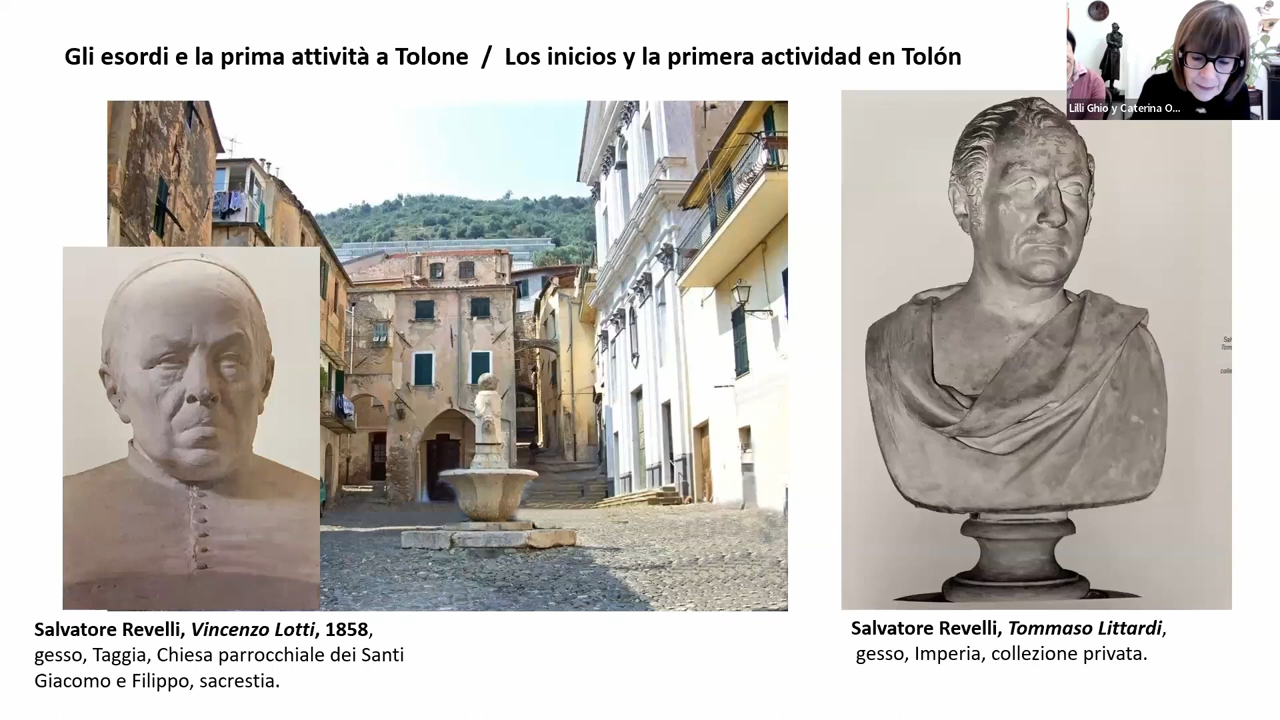 Gli esordi e la prima attività a Tolone / Los inicios y la primera actividad en Tolón
Lilli Ghio y Caterina O...
Salvatore Revelli, Vincenzo Lotti, 1858,
gesso, Taggia, Chiesa parrocchiale dei Santi
Giacomo e Filippo, sacrestia.
Salvatore Revelli, Tommaso Littardi,
gesso, Imperia, collezione privata.